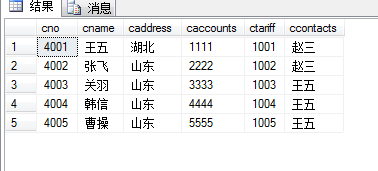 结果 消息
cno cname caddress caccounts ctariff ccontacts
1 4001 王五 湖北 1111 1001 赵三
2 4002 张飞 山东 2222 1002 赵三
3 4003 关羽 山东 3333 1003 王五
4 4004 韩信 山东 4444 1004 王五
5 4005 曹操 山东 5555 1005 王五